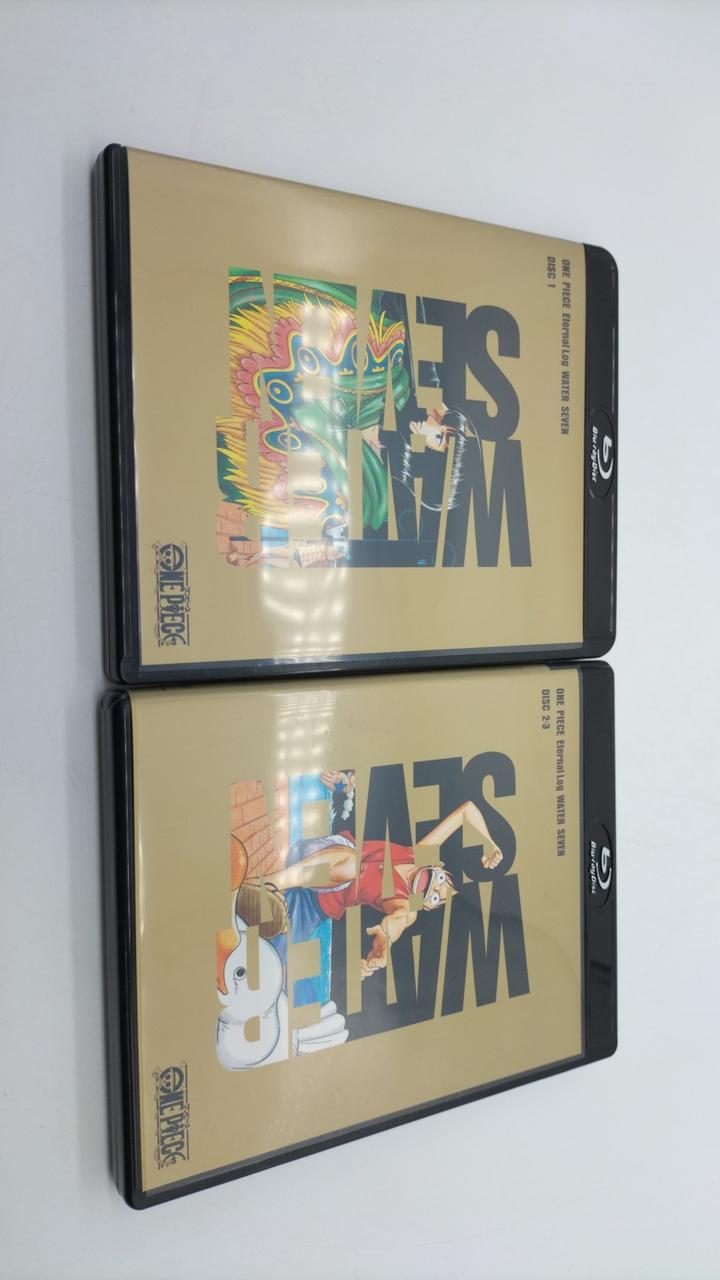 ONE PIECE Eternal Log WATER SEVEN
DISC 1
Blu-ray Disc
WATER
SEVEN
ONE PIECE
ONE PIECE Eternal Log WATER SEVEN
DISC 2-3
Blu-ray Disc
WATER
SEVEN
ONE PIECE